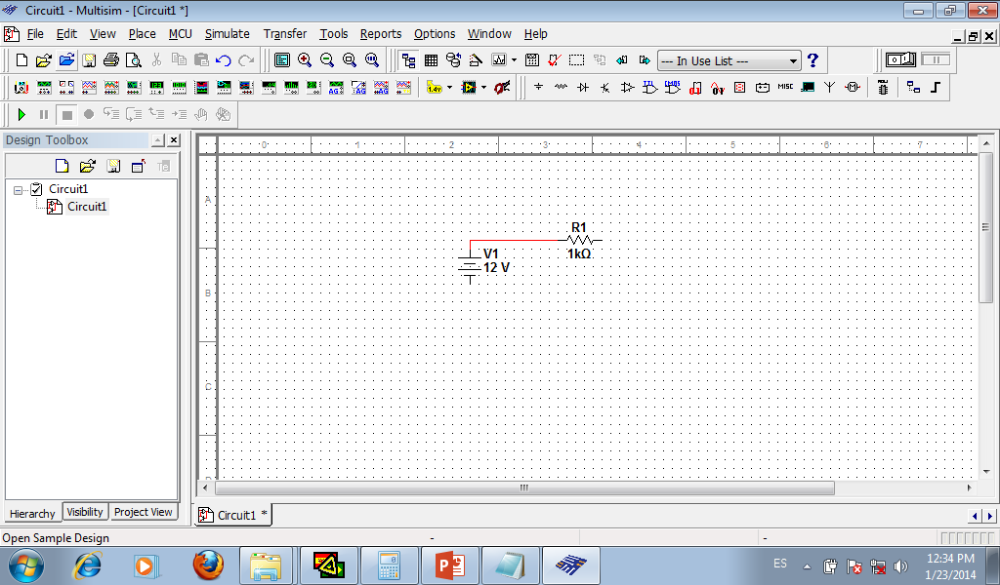 Circuit1 - Multisim - [Circuit1 *]
File Edit View Place MCU Simulate Transfer Tools Reports Options Window Help
--- In Use List ---
1.4v
MISC
Design Toolbox
Circuit1
Circuit1
0 1 2 3 4 5 6 7
A
B
C
R1
1kΩ
V1
12 V
Hierarchy Visibility Project View
Circuit1 *
Open Sample Design - -
ES
12:34 PM
1/23/2014